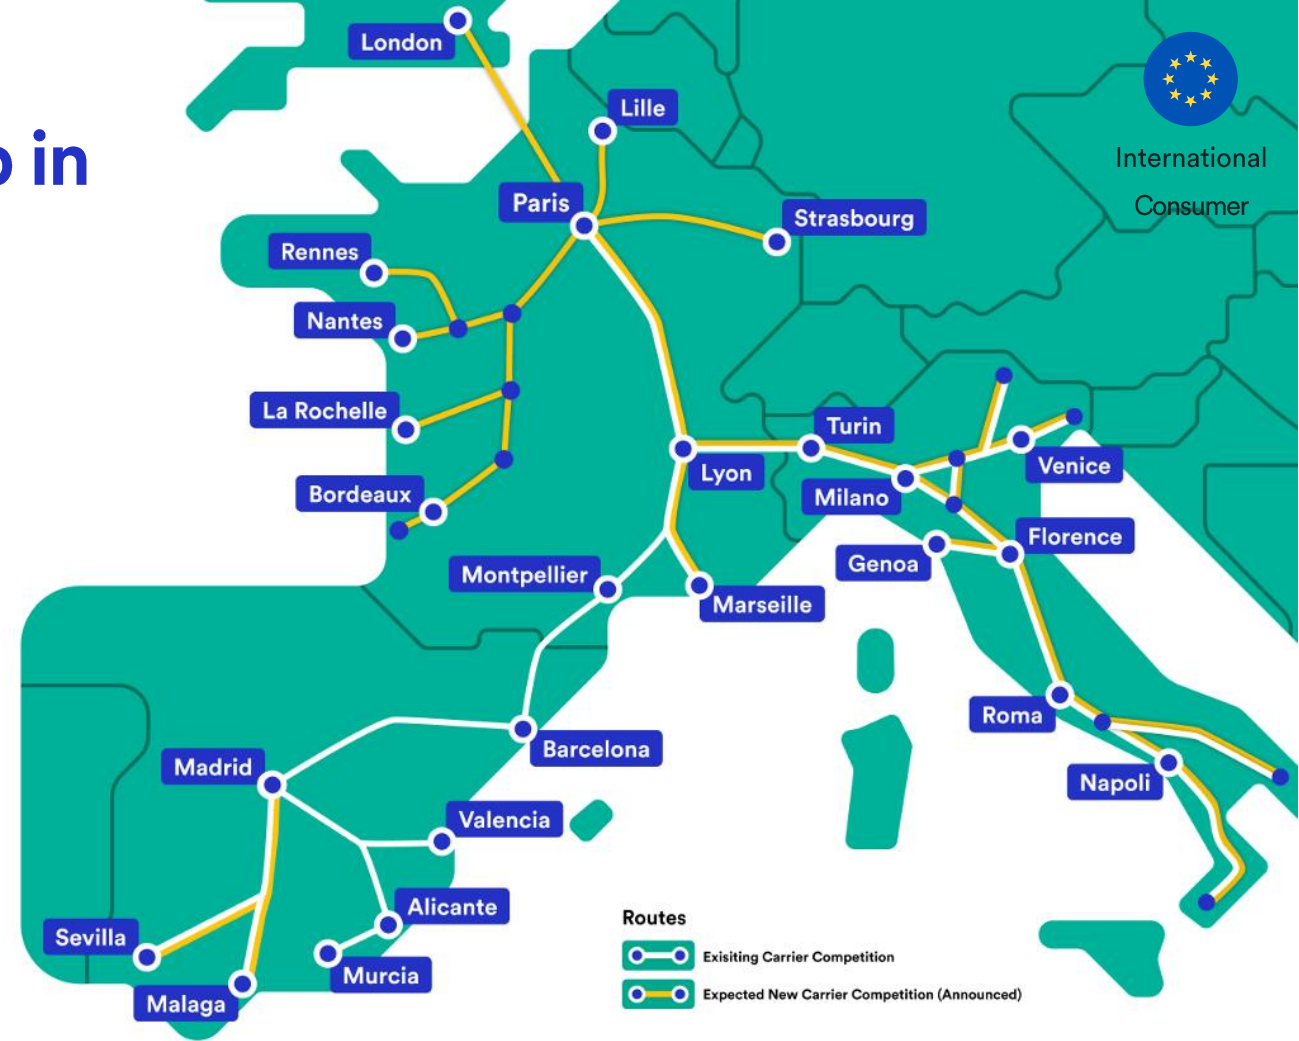 London
Lille
in
International
Consumer
Paris
Strasbourg
Rennes
Nantes
La Rochelle
Turin
Lyon
Venice
Bordeaux
Milano
Florence
Genoa
Montpellier
Marseille
Roma
Barcelona
Madrid
Napoli
Valencia
Alicante
Sevilla
Murcia
Malaga
Routes
Exisiting Carrier Competition
Expected New Carrier Competition (Announced)